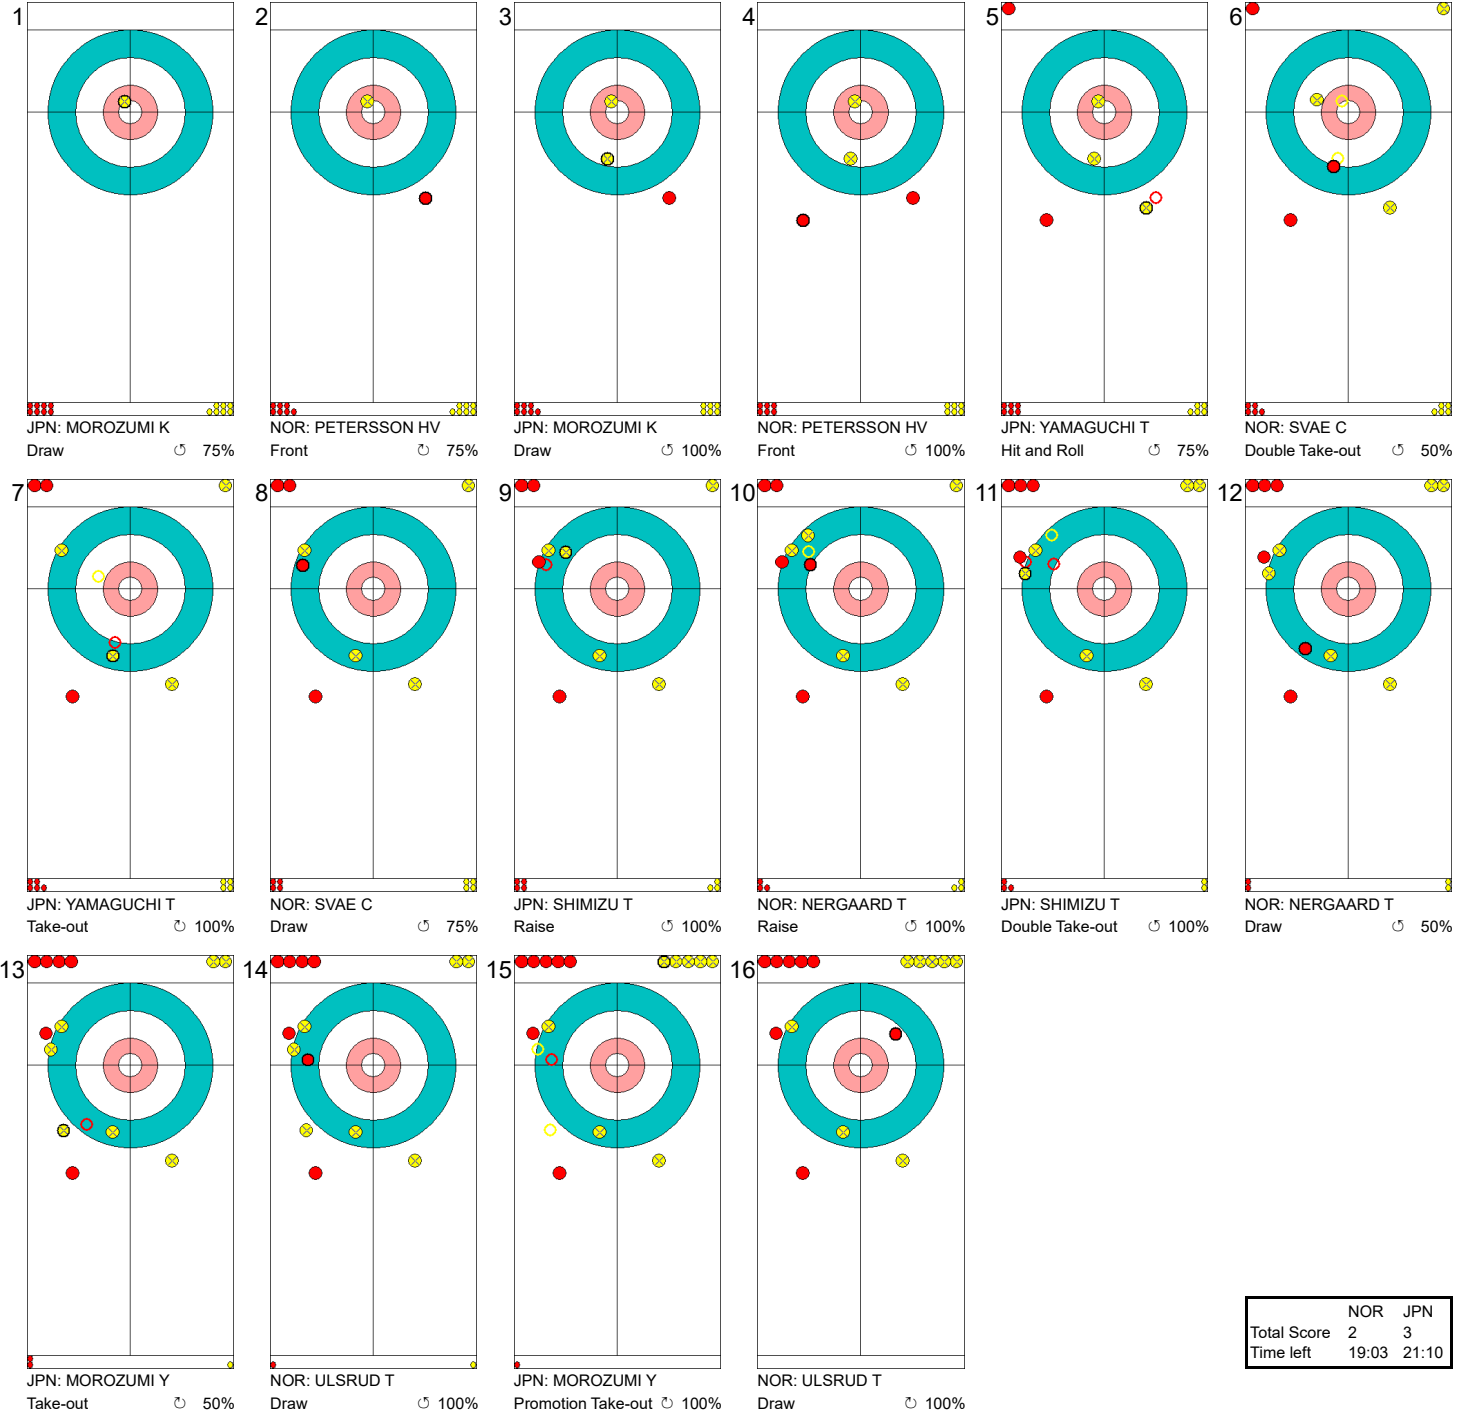 1
JPN: MOROZUMI K
Draw ↺ 75%
2
NOR: PETERSSON HV
Front ↻ 75%
3
JPN: MOROZUMI K
Draw ↺ 100%
4
NOR: PETERSSON HV
Front ↻ 100%
5
JPN: YAMAGUCHI T
Hit and Roll ↺ 75%
6
NOR: SVAE C
Double Take-out ↺ 50%
7
JPN: YAMAGUCHI T
Take-out ↻ 100%
8
NOR: SVAE C
Draw ↺ 75%
9
JPN: SHIMIZU T
Raise ↺ 100%
10
NOR: NERGAARD T
Raise ↻ 100%
11
JPN: SHIMIZU T
Double Take-out ↺ 100%
12
NOR: NERGAARD T
Draw ↺ 50%
13
JPN: MOROZUMI Y
Take-out ↻ 50%
14
NOR: ULSRUD T
Draw ↺ 100%
15
JPN: MOROZUMI Y
Promotion Take-out ↻ 100%
16
NOR: ULSRUD T
Draw ↻ 100%
NOR JPN
Total Score 2 3
Time left 19:03 21:10